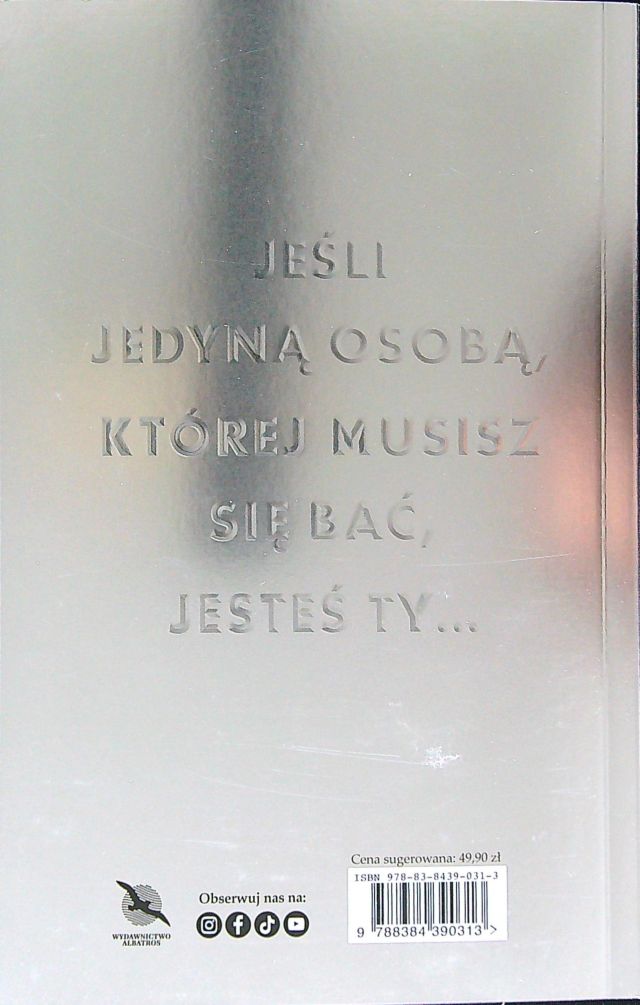 JEŚLI
JEDYNĄ OSOBĄ,
KTÓREJ MUSISZ
SIĘ BAĆ,
JESTEŚ TY...
Cena sugerowana: 49,90 zł
ISBN 978-83-8439-031-3
9 788384 390313 >
Obserwuj nas na:
WYDAWNICTWO
ALBATROS